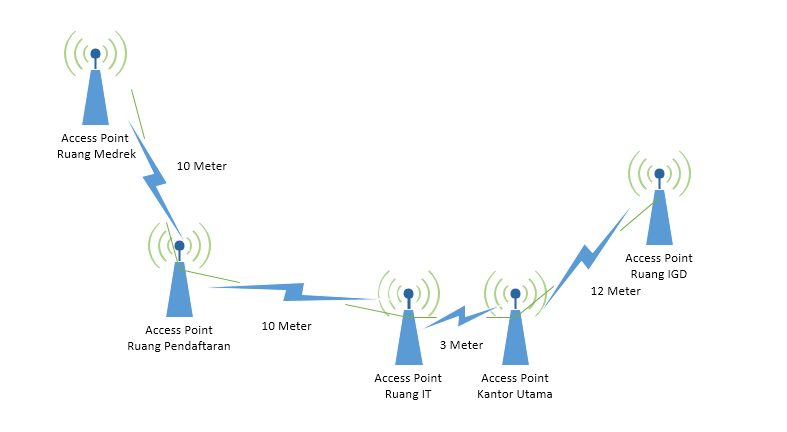 Access Point
Ruang Medrek
10 Meter
Access Point
Ruang Pendaftaran
10 Meter
Access Point
Ruang IT
3 Meter
Access Point
Kantor Utama
12 Meter
Access Point
Ruang IGD